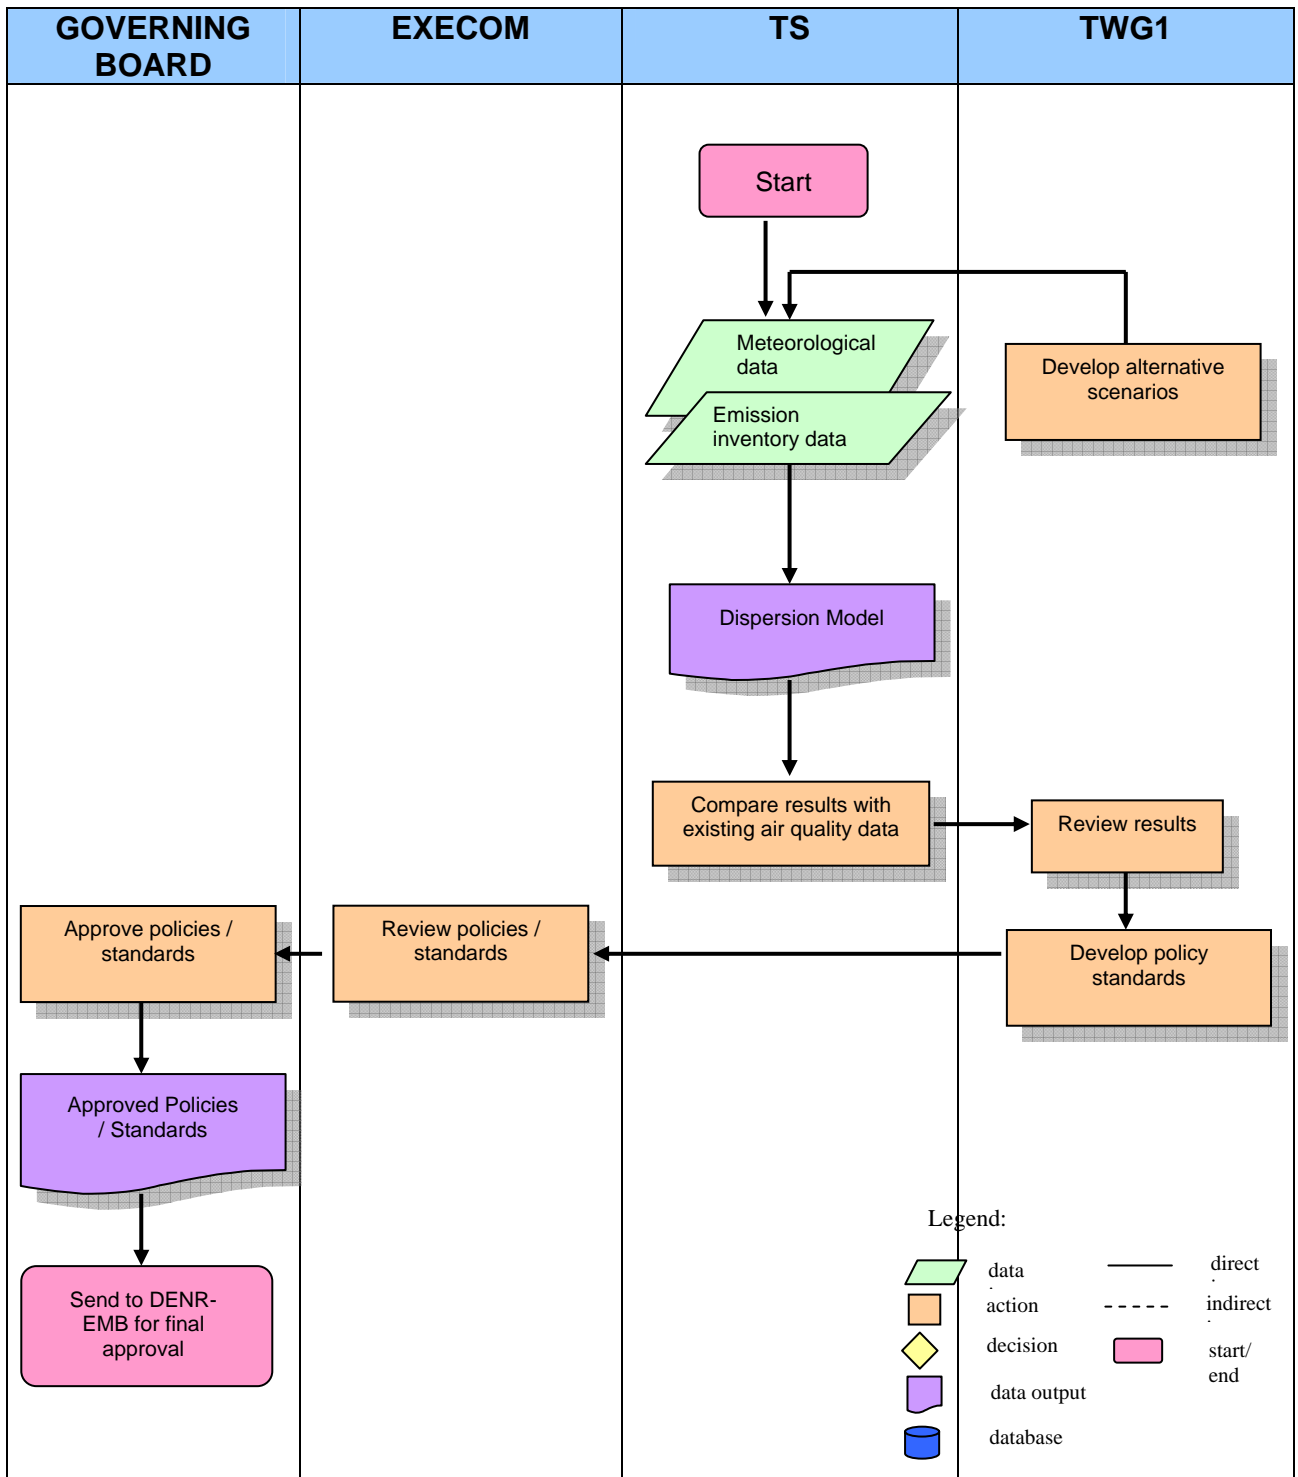 GOVERNING
BOARD
EXECOM
TS
TWG1
Start
Meteorological
data
Emission
inventory data
Develop alternative
scenarios
Dispersion Model
Compare results with
existing air quality data
Review results
Approve policies /
standards
Review policies /
standards
Develop policy
standards
Approved Policies
/ Standards
Send to DENR-
EMB for final
approval
Legend:
data
direct
action
indirect
decision
start/
end
data output
database